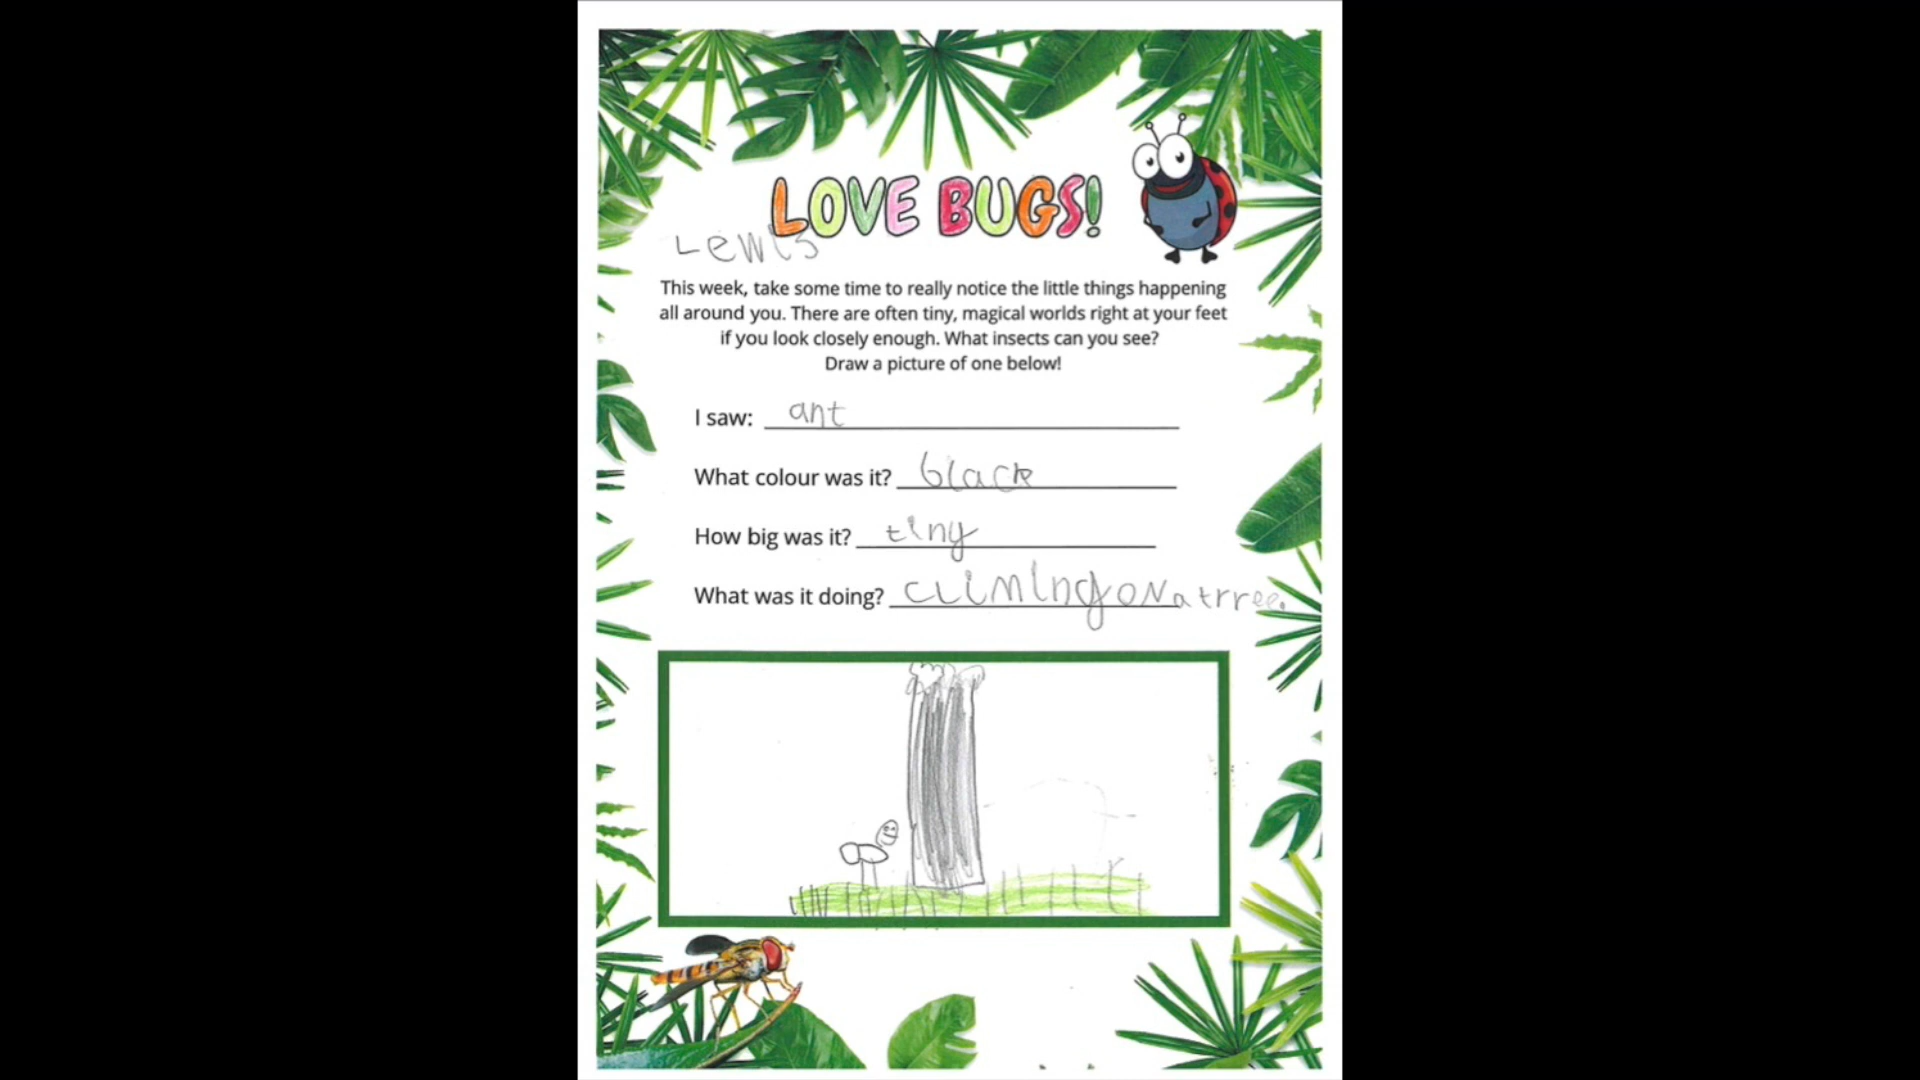 LOVE BUGS!
Lewis
This week, take some time to really notice the little things happening
all around you. There are often tiny, magical worlds right at your feet
if you look closely enough. What insects can you see?
Draw a picture of one below!
I saw: ant
What colour was it? black
How big was it? tiny
What was it doing? CLiMing oN a trree.